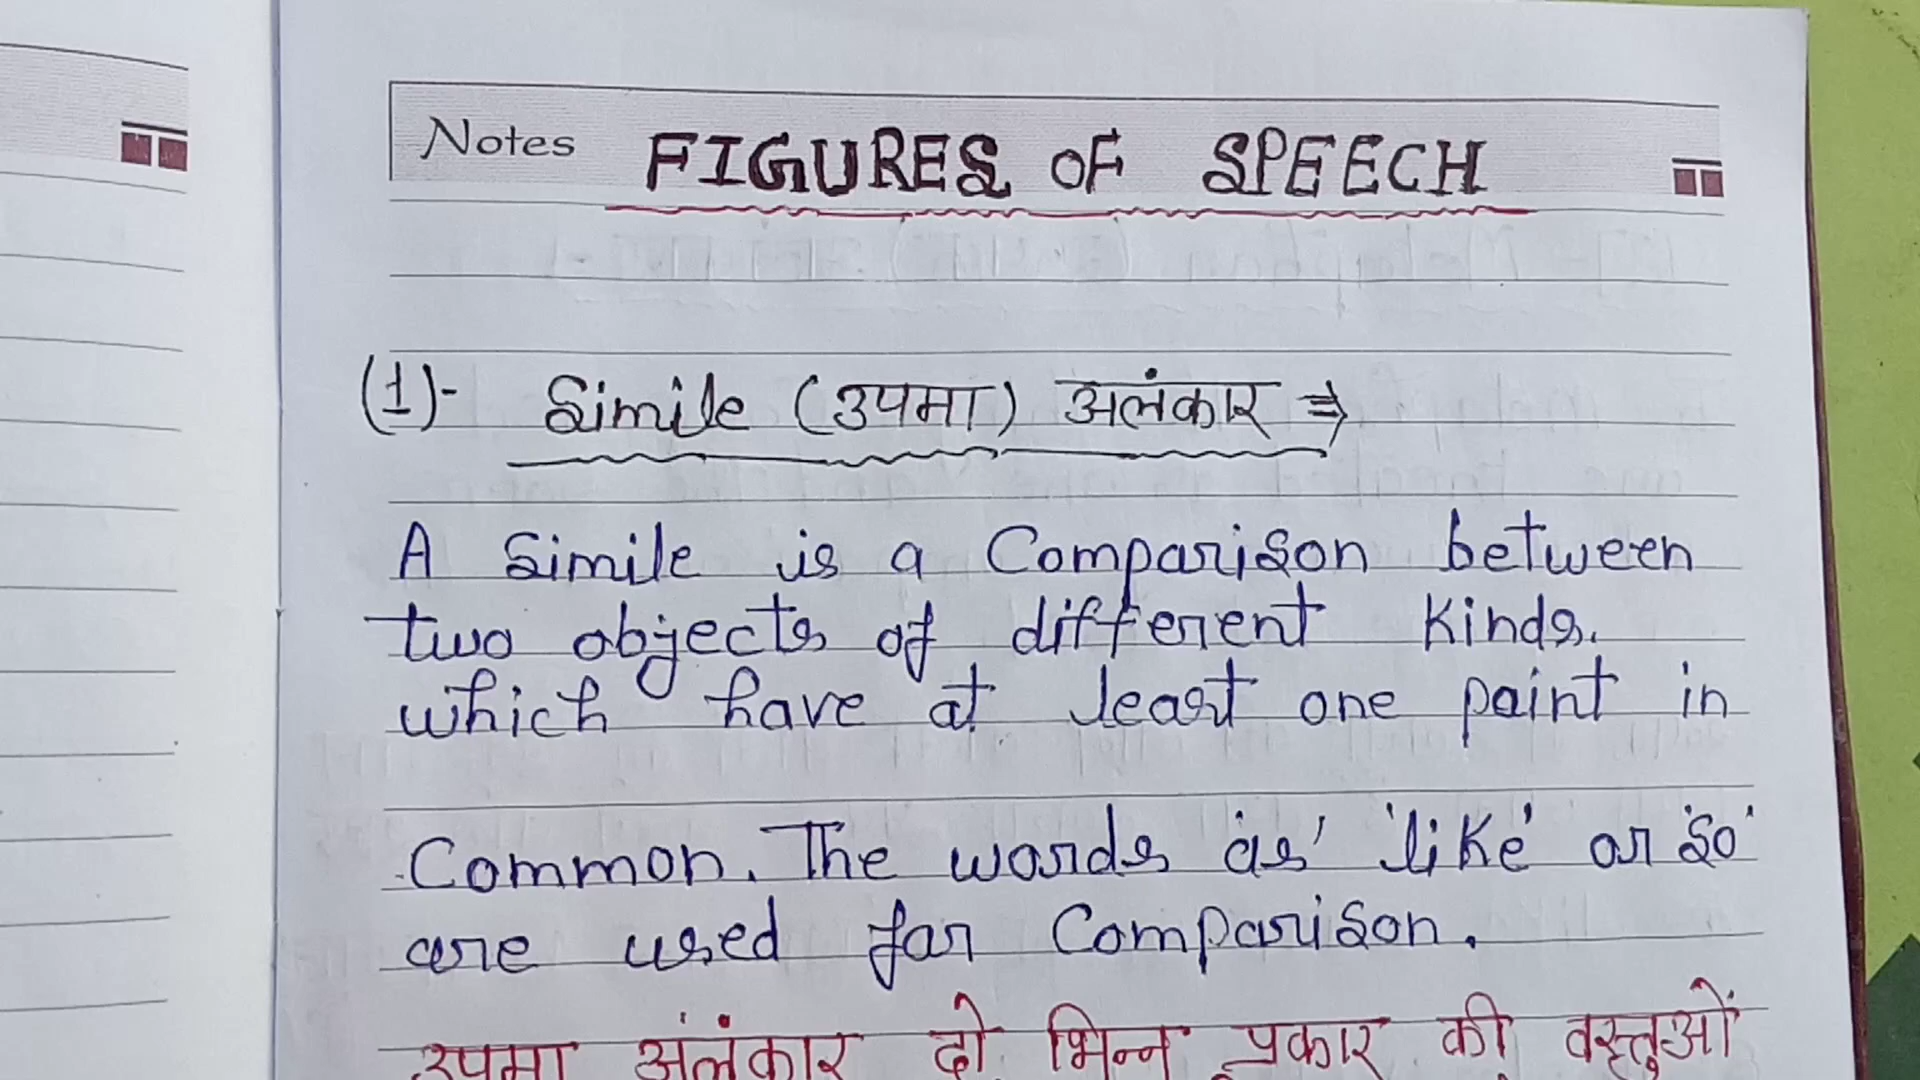 Notes FIGURES OF SPEECH
(1)- Simile (उपमा) अलंकार ⇒
A Simile is a Comparison between
two objects of different Kinds.
which have at least one point in
Common. The words as' 'like' or 'so'
are used for Comparison.
उपमा अलंकार दो भिन्न प्रकार की वस्तुओं